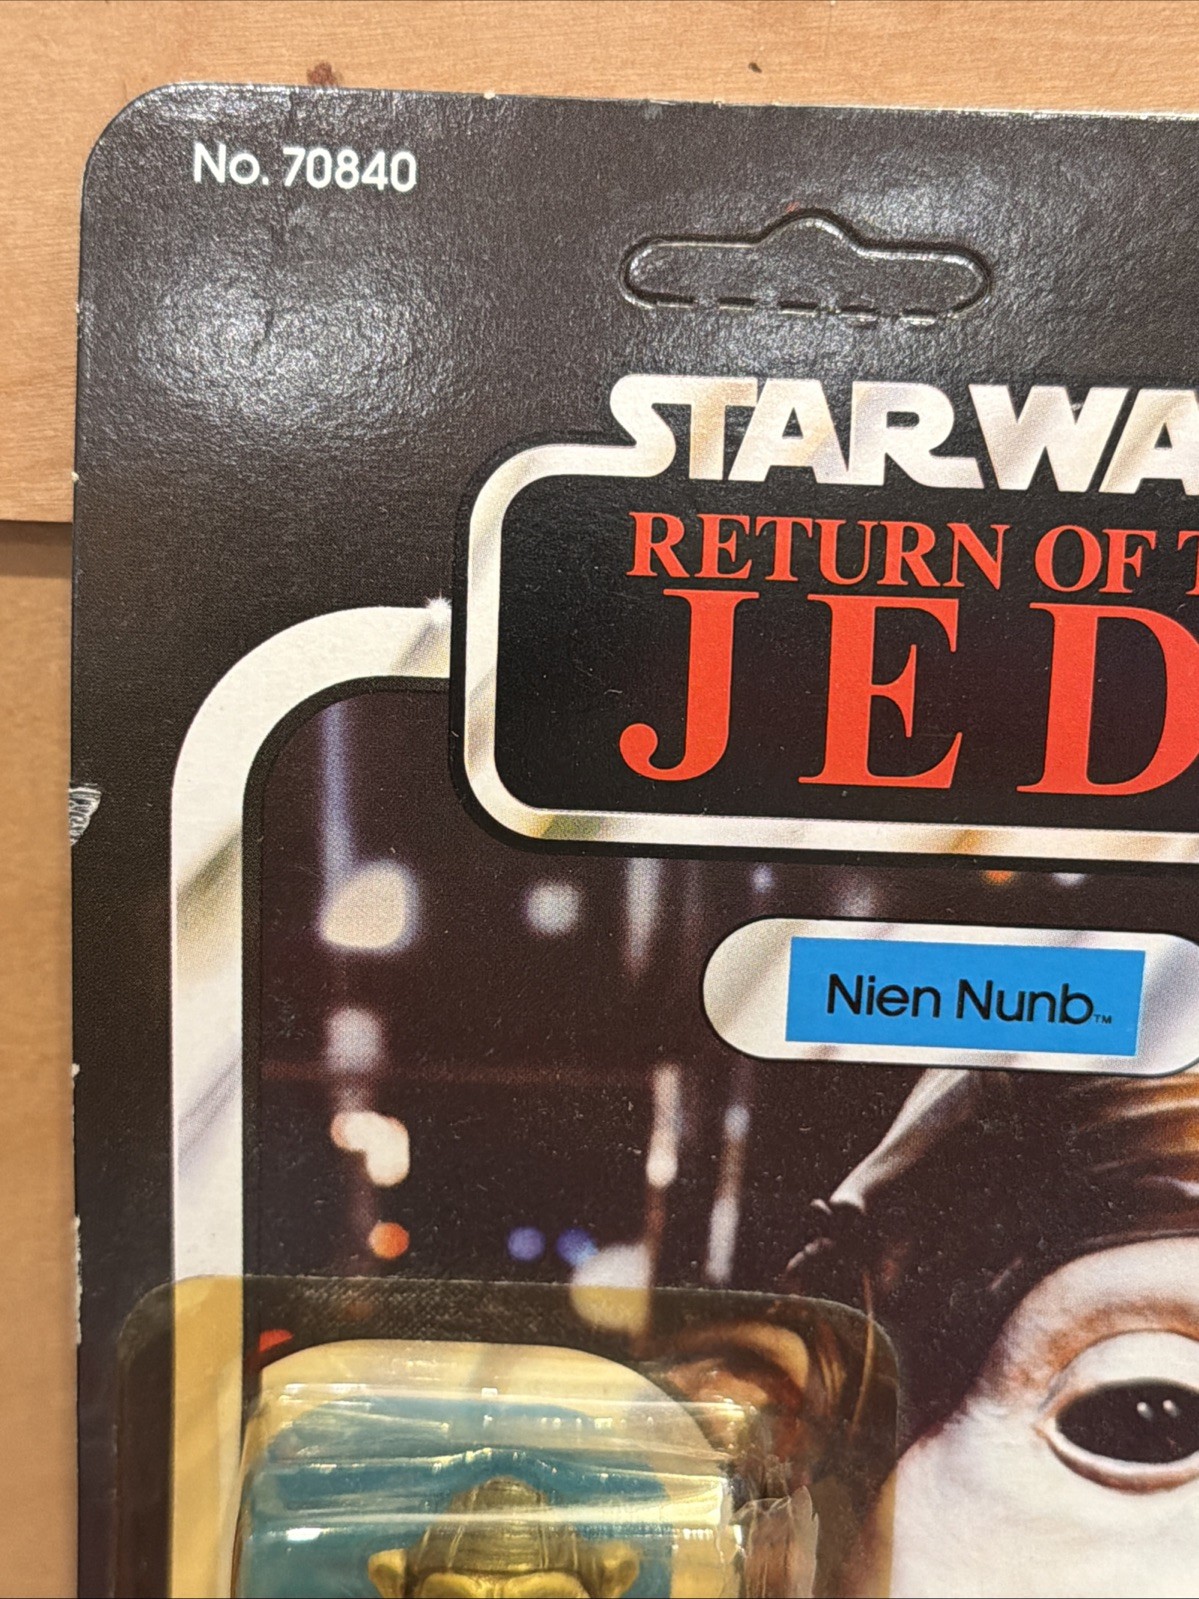 No. 70840
STAR WA
RETURN OF T
JED
Nien Nunb™